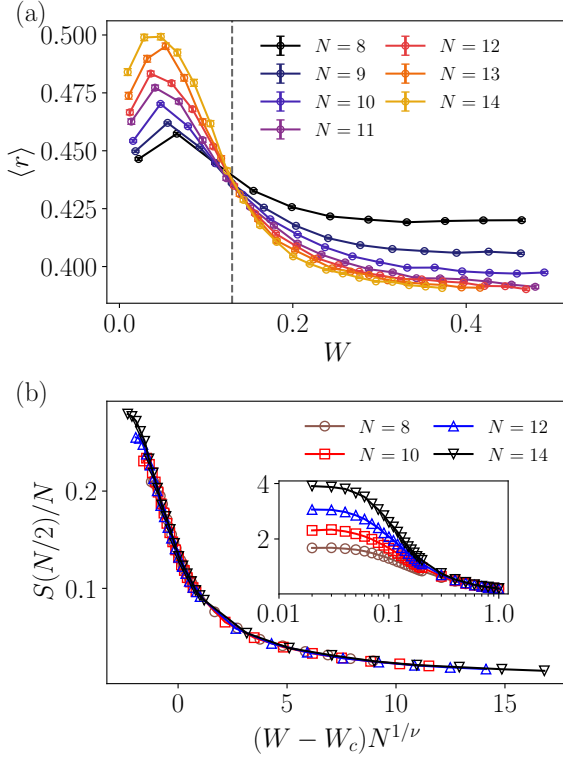 (a)
0.500
0.475
0.450
0.425
0.400
⟨r⟩
N = 8
N = 9
N = 10
N = 11
N = 12
N = 13
N = 14
0.0 0.2 0.4
W
(b)
0.2
0.1
S(N/2)/N
N = 8
N = 10
N = 12
N = 14
4
2
0.01 0.1 1.0
0 5 10 15
(W − W_c)N^{1/ν}